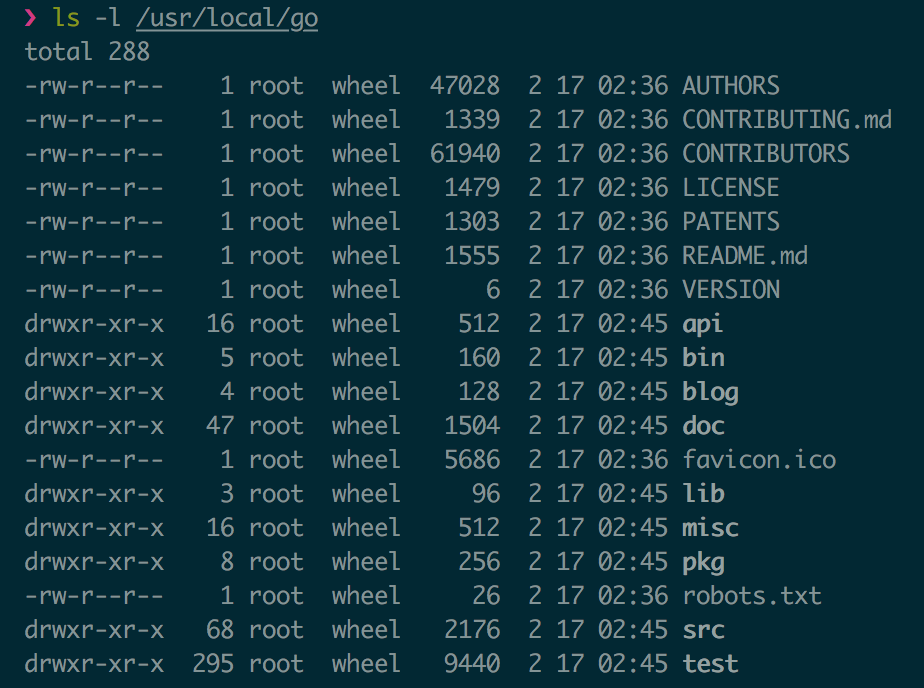 ❯ ls -l /usr/local/go
total 288
-rw-r--r--    1 root  wheel  47028  2 17 02:36 AUTHORS
-rw-r--r--    1 root  wheel   1339  2 17 02:36 CONTRIBUTING.md
-rw-r--r--    1 root  wheel  61940  2 17 02:36 CONTRIBUTORS
-rw-r--r--    1 root  wheel   1479  2 17 02:36 LICENSE
-rw-r--r--    1 root  wheel   1303  2 17 02:36 PATENTS
-rw-r--r--    1 root  wheel   1555  2 17 02:36 README.md
-rw-r--r--    1 root  wheel      6  2 17 02:36 VERSION
drwxr-xr-x   16 root  wheel    512  2 17 02:45 api
drwxr-xr-x    5 root  wheel    160  2 17 02:45 bin
drwxr-xr-x    4 root  wheel    128  2 17 02:45 blog
drwxr-xr-x   47 root  wheel   1504  2 17 02:45 doc
-rw-r--r--    1 root  wheel   5686  2 17 02:36 favicon.ico
drwxr-xr-x    3 root  wheel     96  2 17 02:45 lib
drwxr-xr-x   16 root  wheel    512  2 17 02:45 misc
drwxr-xr-x    8 root  wheel    256  2 17 02:45 pkg
-rw-r--r--    1 root  wheel     26  2 17 02:36 robots.txt
drwxr-xr-x   68 root  wheel   2176  2 17 02:45 src
drwxr-xr-x  295 root  wheel   9440  2 17 02:45 test